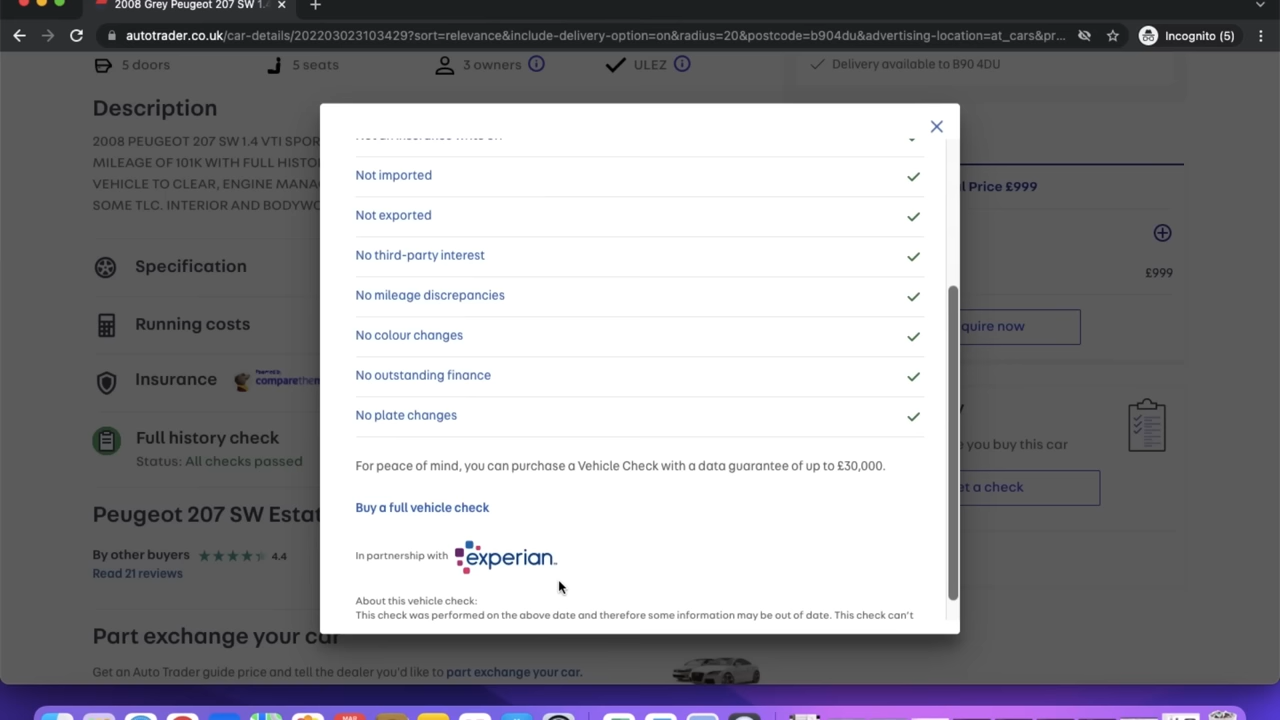 2008 Grey Peugeot 207 SW 1.4
autotrader.co.uk/car-details/202203023103429?sort=relevance&include-delivery-option=on&radius=20&postcode=b904du&advertising-location=at_cars&pr...
Incognito (5)
5 doors
5 seats
3 owners
ULEZ
Delivery available to B90 4DU
Description
2008 PEUGEOT 207 SW 1.4 VTI SPOR
MILEAGE OF 101K WITH FULL HISTO
VEHICLE TO CLEAR, ENGINE MANA
SOME TLC. INTERIOR AND BODYWO
Specification
Running costs
Insurance
comparethem
Full history check
Status: All checks passed
Peugeot 207 SW Estat
By other buyers 4.4
Read 21 reviews
Part exchange your car
Get an Auto Trader guide price and tell the dealer you'd like to part exchange your car.
Not imported
Not exported
No third-party interest
No mileage discrepancies
No colour changes
No outstanding finance
No plate changes
For peace of mind, you can purchase a Vehicle Check with a data guarantee of up to £30,000.
Buy a full vehicle check
In partnership with experian
About this vehicle check:
This check was performed on the above date and therefore some information may be out of date. This check can't
l Price £999
£999
quire now
e you buy this car
et a check